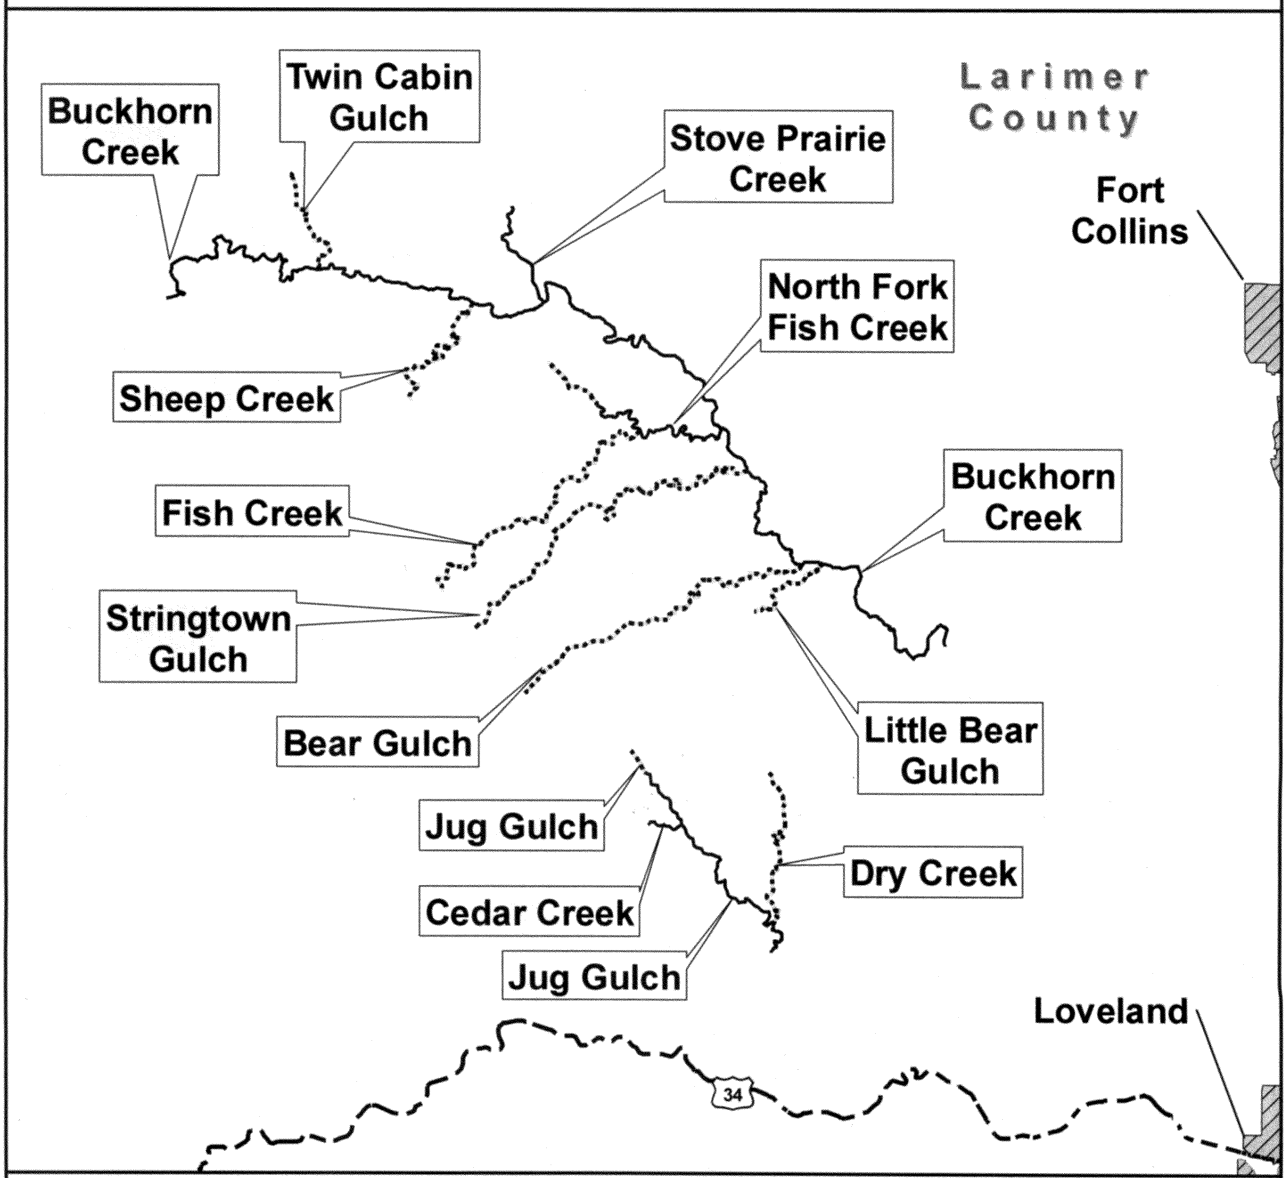 Twin Cabin
Gulch
Larimer
County
Buckhorn
Creek
Stove Prairie
Creek
Fort
Collins
North Fork
Fish Creek
Sheep Creek
Buckhorn
Creek
Fish Creek
Stringtown
Gulch
Bear Gulch
Little Bear
Gulch
Jug Gulch
Dry Creek
Cedar Creek
Jug Gulch
Loveland
34